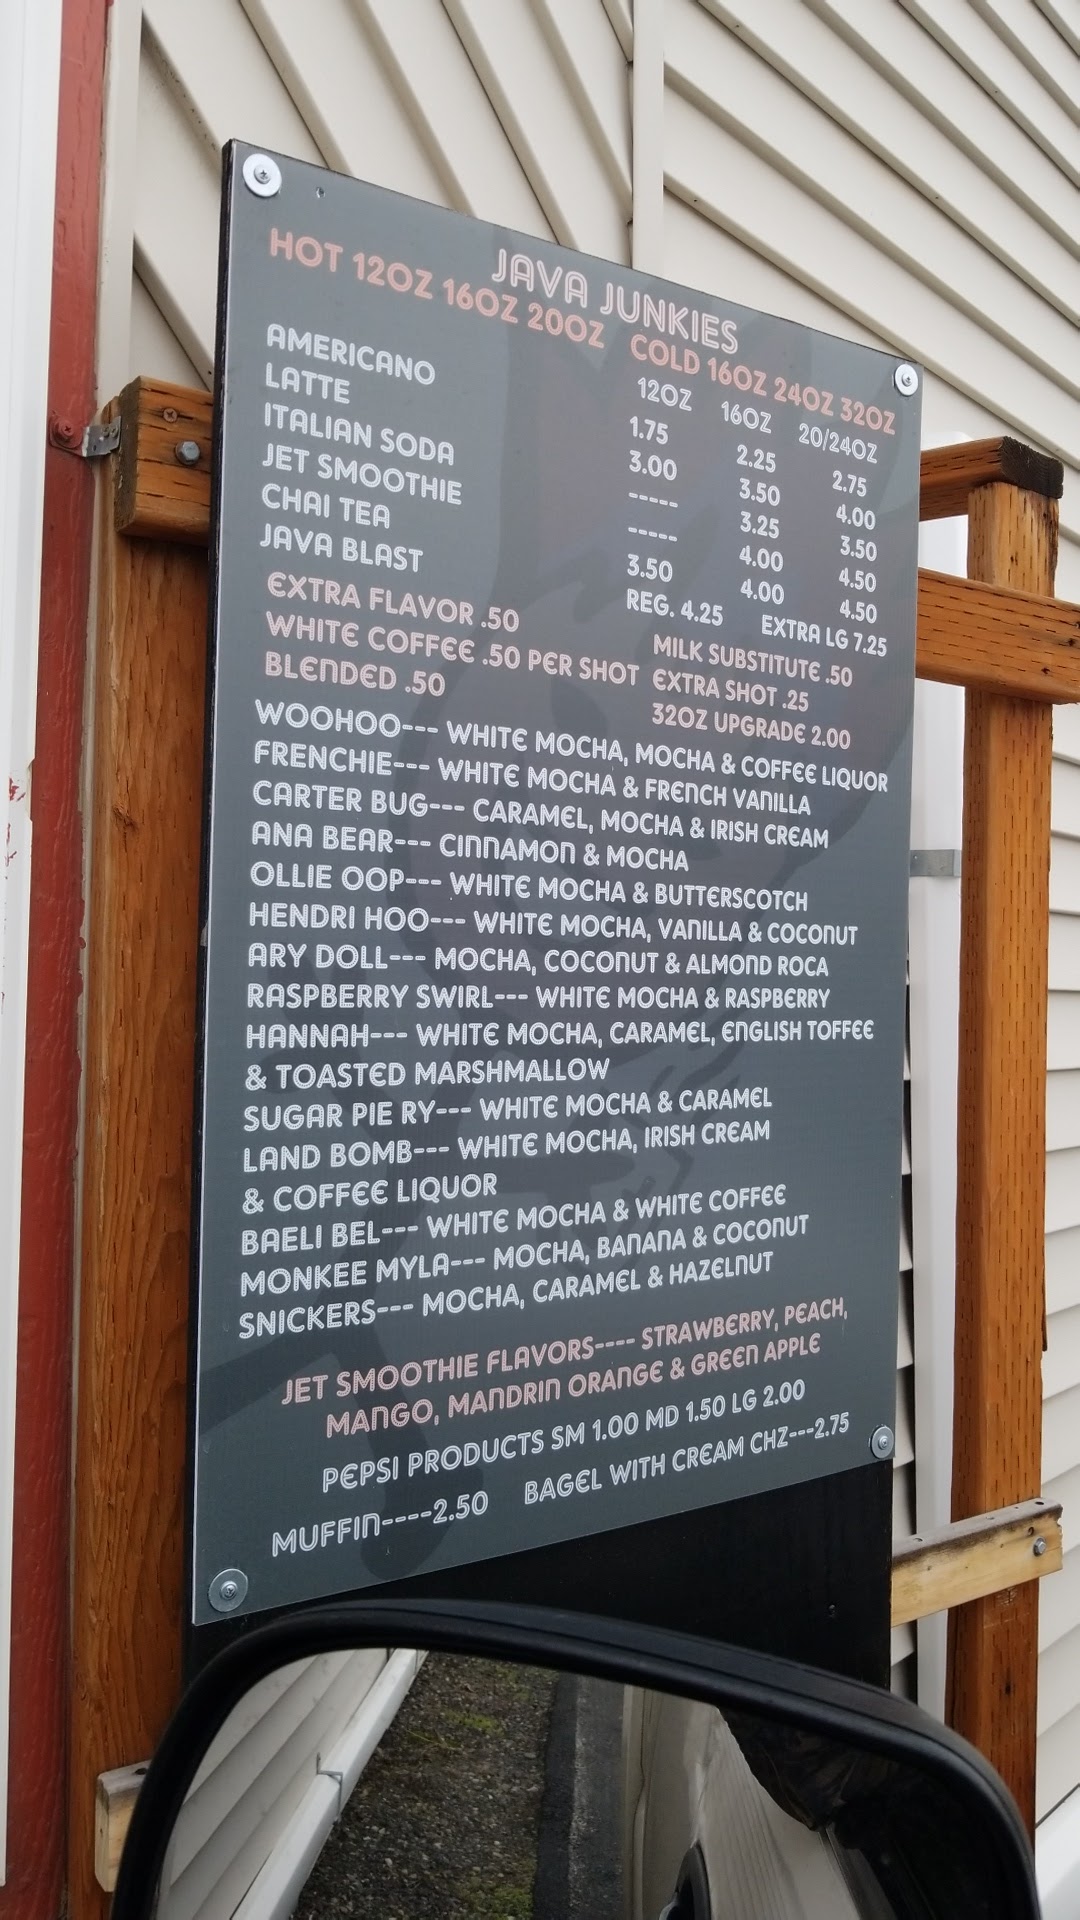 JAVA JUNKIES
HOT 12OZ 16OZ 20OZ COLD 16OZ 24OZ 32OZ
12OZ 16OZ 20/24OZ
AMERICANO 1.75 2.25 2.75
LATTE 3.00 3.50 4.00
ITALIAN SODA ----- 3.25 3.50
JET SMOOTHIE ----- 4.00 4.50
CHAI TEA 3.50 4.00 4.50
JAVA BLAST REG. 4.25 EXTRA LG 7.25
EXTRA FLAVOR .50 MILK SUBSTITUTE .50
WHITE COFFEE .50 PER SHOT EXTRA SHOT .25
BLENDED .50 32OZ UPGRADE 2.00
WOOHOO--- WHITE MOCHA, MOCHA & COFFEE LIQUOR
FRENCHIE--- WHITE MOCHA & FRENCH VANILLA
CARTER BUG--- CARAMEL, MOCHA & IRISH CREAM
ANA BEAR--- CINNAMON & MOCHA
OLLIE OOP--- WHITE MOCHA & BUTTERSCOTCH
HENDRI HOO--- WHITE MOCHA, VANILLA & COCONUT
ARY DOLL--- MOCHA, COCONUT & ALMOND ROCA
RASPBERRY SWIRL--- WHITE MOCHA & RASPBERRY
HANNAH--- WHITE MOCHA, CARAMEL, ENGLISH TOFFEE
& TOASTED MARSHMALLOW
SUGAR PIE RY--- WHITE MOCHA & CARAMEL
LAND BOMB--- WHITE MOCHA, IRISH CREAM
& COFFEE LIQUOR
BAELI BEL--- WHITE MOCHA & WHITE COFFEE
MONKEE MYLA--- MOCHA, BANANA & COCONUT
SNICKERS--- MOCHA, CARAMEL & HAZELNUT
JET SMOOTHIE FLAVORS---- STRAWBERRY, PEACH,
MANGO, MANDRIN ORANGE & GREEN APPLE
PEPSI PRODUCTS SM 1.00 MD 1.50 LG 2.00
MUFFIN----2.50 BAGEL WITH CREAM CHZ---2.75